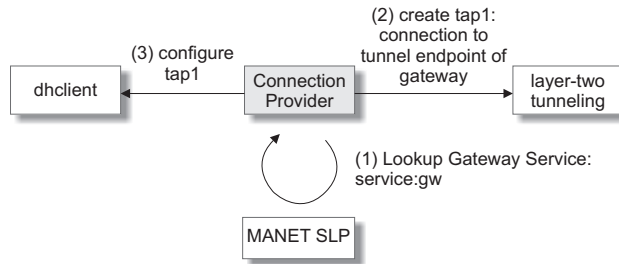 (2) create tap1:
connection to
tunnel endpoint of
gateway
(3) configure
tap1
dhclient
Connection
Provider
layer-two
tunneling
(1) Lookup Gateway Service:
service:gw
MANET SLP